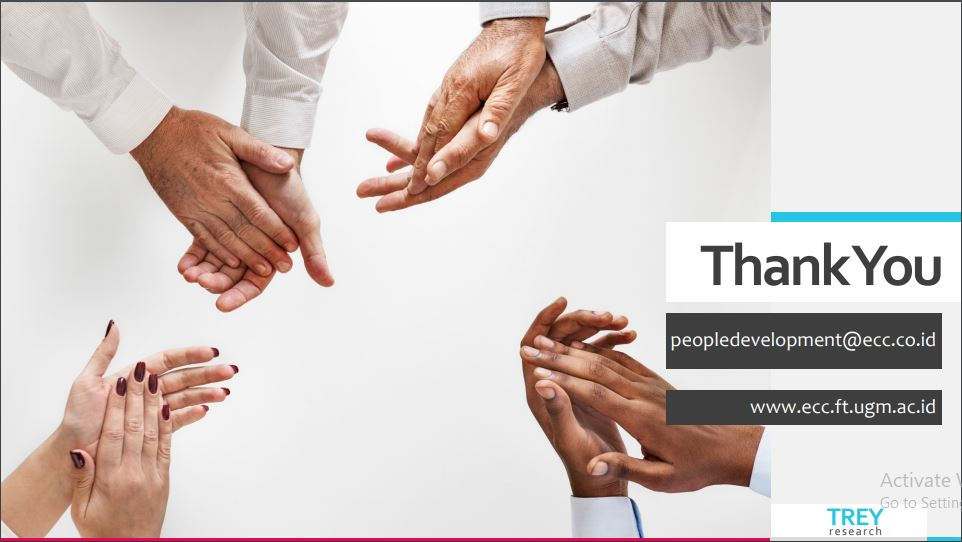 Thank You
peopledevelopment@ecc.co.id
www.ecc.ft.ugm.ac.id
Activate
Go to Settin
TREY
research